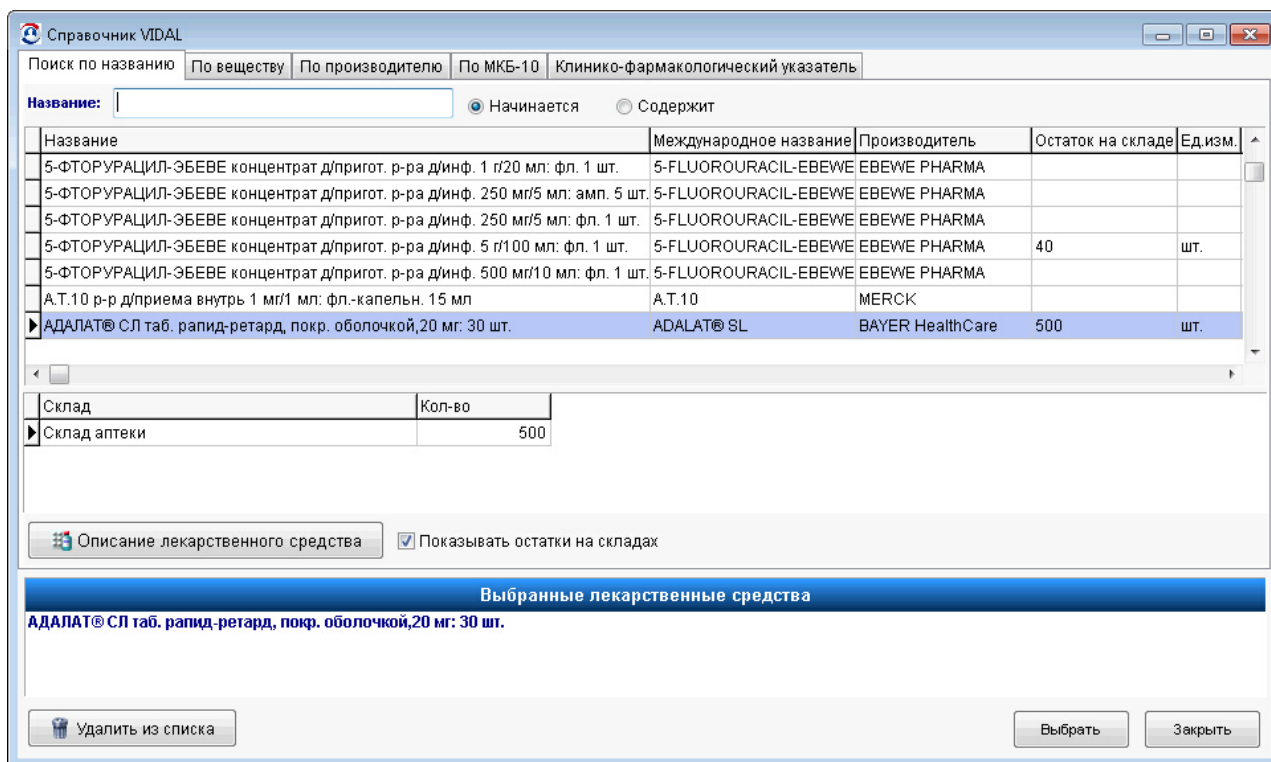 Справочник VIDAL
Поиск по названию По веществу По производителю По МКБ-10 Клинико-фармакологический указатель
Название: Начинается Содержит
Название Международное название Производитель Остаток на складе Ед.изм.
5-ФТОРУРАЦИЛ-ЭБЕВЕ концентрат д/пригот. р-ра д/инф. 1 г/20 мл: фл. 1 шт. 5-FLUOROURACIL-EBEWE EBEWE PHARMA
5-ФТОРУРАЦИЛ-ЭБЕВЕ концентрат д/пригот. р-ра д/инф. 250 мг/5 мл: амп. 5 шт. 5-FLUOROURACIL-EBEWE EBEWE PHARMA
5-ФТОРУРАЦИЛ-ЭБЕВЕ концентрат д/пригот. р-ра д/инф. 250 мг/5 мл: фл. 1 шт. 5-FLUOROURACIL-EBEWE EBEWE PHARMA
5-ФТОРУРАЦИЛ-ЭБЕВЕ концентрат д/пригот. р-ра д/инф. 5 г/100 мл: фл. 1 шт. 5-FLUOROURACIL-EBEWE EBEWE PHARMA 40 шт.
5-ФТОРУРАЦИЛ-ЭБЕВЕ концентрат д/пригот. р-ра д/инф. 500 мг/10 мл: фл. 1 шт. 5-FLUOROURACIL-EBEWE EBEWE PHARMA
А.Т.10 р-р д/приема внутрь 1 мг/1 мл: фл.-капельн. 15 мл A.T.10 MERCK
АДАЛАТ® СЛ таб. рапид-ретард, покр. оболочкой,20 мг: 30 шт. ADALAT® SL BAYER HealthCare 500 шт.
Склад Кол-во
Склад аптеки 500
Описание лекарственного средства Показывать остатки на складах
Выбранные лекарственные средства
АДАЛАТ® СЛ таб. рапид-ретард, покр. оболочкой,20 мг: 30 шт.
Удалить из списка Выбрать Закрыть